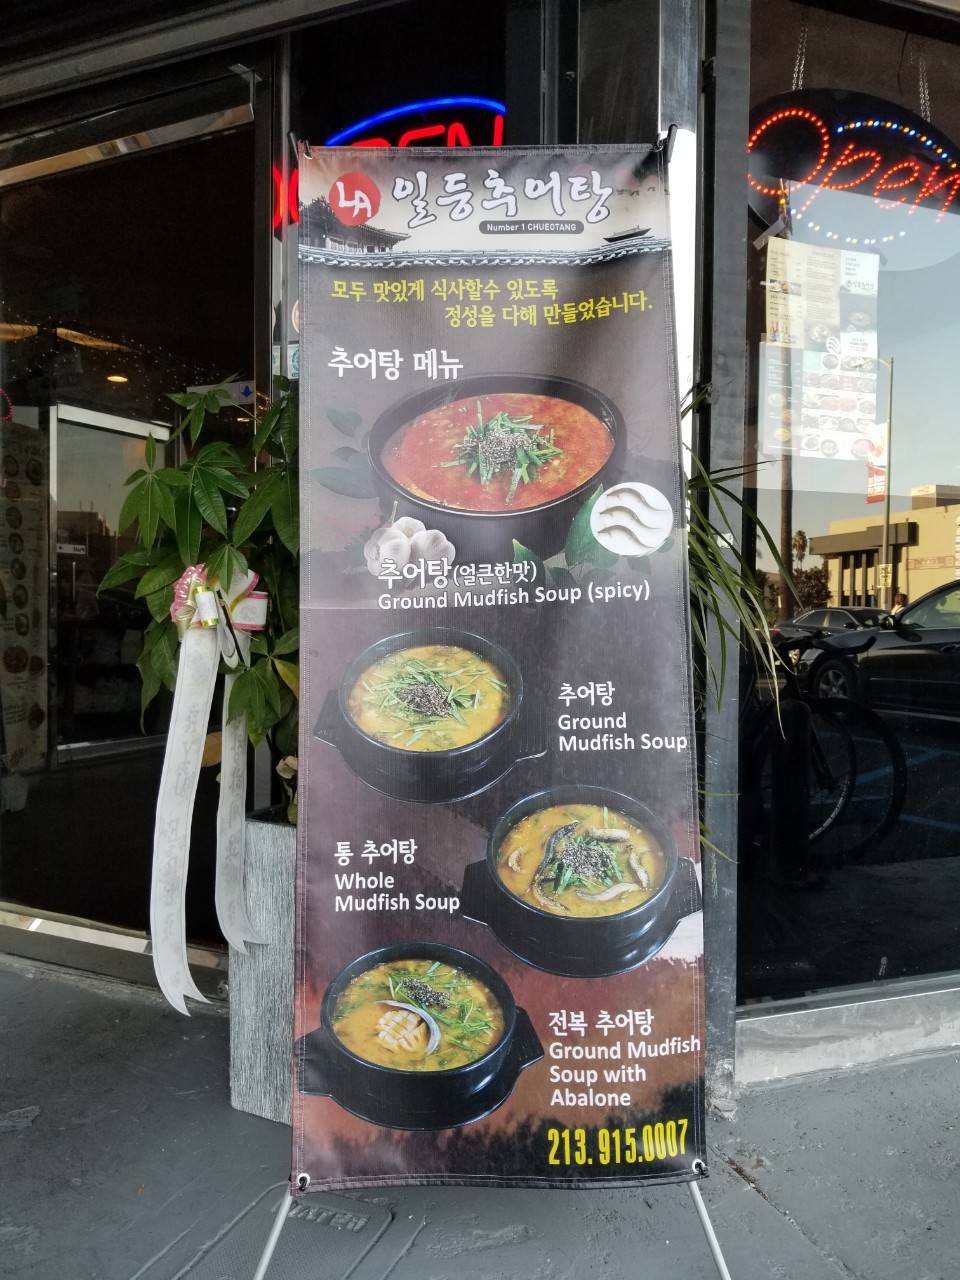 OPEN
Open
LA 일등추어탕
Number 1 CHUEOTANG
모두 맛있게 식사할수 있도록
정성을 다해 만들었습니다.
추어탕 메뉴
추어탕(얼큰한맛)
Ground Mudfish Soup (spicy)
추어탕
Ground
Mudfish Soup
통 추어탕
Whole
Mudfish Soup
전복 추어탕
Ground Mudfish
Soup with
Abalone
213.915.0007